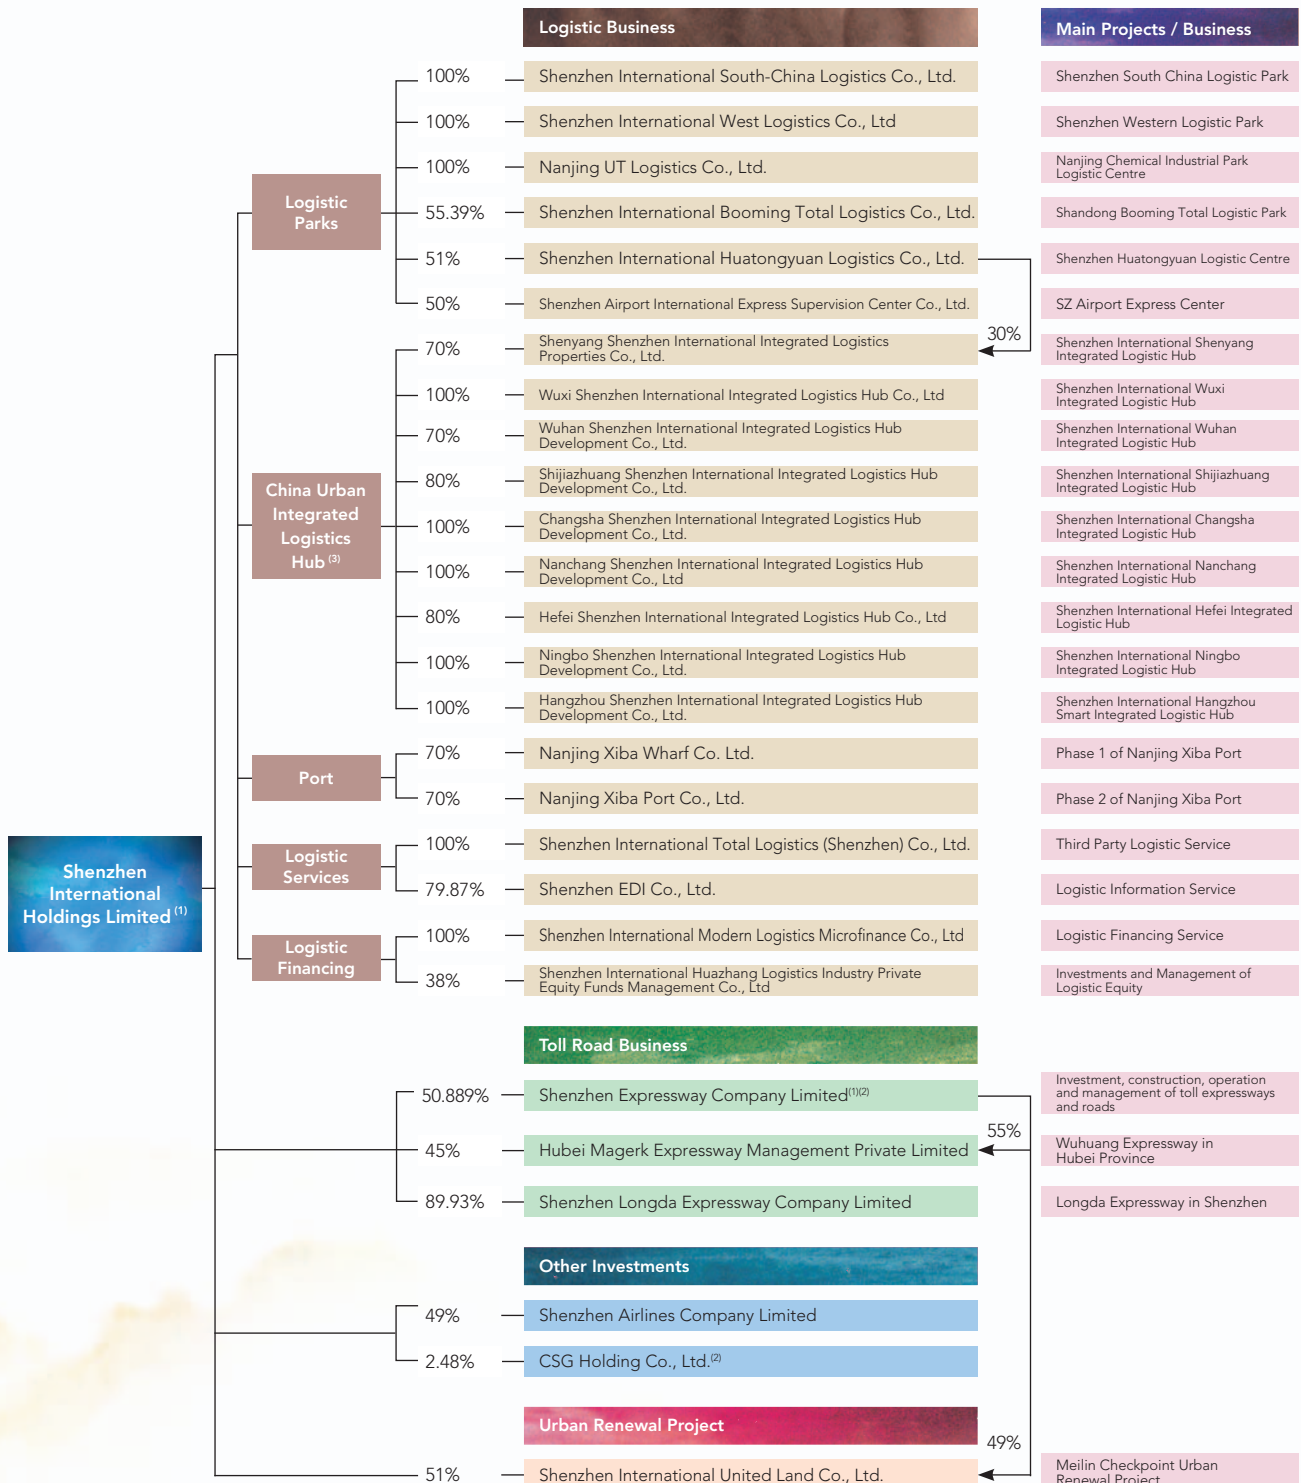 Logistic Business
Main Projects / Business
100%
Shenzhen International South-China Logistics Co., Ltd.
Shenzhen South China Logistic Park
100%
Shenzhen International West Logistics Co., Ltd
Shenzhen Western Logistic Park
100%
Nanjing UT Logistics Co., Ltd.
Nanjing Chemical Industrial Park
Logistic Centre
Logistic
Parks
55.39%
Shenzhen International Booming Total Logistics Co., Ltd.
Shandong Booming Total Logistic Park
51%
Shenzhen International Huatongyuan Logistics Co., Ltd.
Shenzhen Huatongyuan Logistic Centre
50%
Shenzhen Airport International Express Supervision Center Co., Ltd.
SZ Airport Express Center
30%
70%
Shenyang Shenzhen International Integrated Logistics
Properties Co., Ltd.
Shenzhen International Shenyang
Integrated Logistic Hub
100%
Wuxi Shenzhen International Integrated Logistics Hub Co., Ltd
Shenzhen International Wuxi
Integrated Logistic Hub
70%
Wuhan Shenzhen International Integrated Logistics Hub
Development Co., Ltd.
Shenzhen International Wuhan
Integrated Logistic Hub
80%
Shijiazhuang Shenzhen International Integrated Logistics Hub
Development Co., Ltd.
Shenzhen International Shijiazhuang
Integrated Logistic Hub
China Urban
Integrated
Logistics
Hub (3)
100%
Changsha Shenzhen International Integrated Logistics Hub
Development Co., Ltd.
Shenzhen International Changsha
Integrated Logistic Hub
100%
Nanchang Shenzhen International Integrated Logistics Hub
Development Co., Ltd
Shenzhen International Nanchang
Integrated Logistic Hub
80%
Hefei Shenzhen International Integrated Logistics Hub Co., Ltd
Shenzhen International Hefei Integrated
Logistic Hub
100%
Ningbo Shenzhen International Integrated Logistics Hub
Development Co., Ltd.
Shenzhen International Ningbo
Integrated Logistic Hub
100%
Hangzhou Shenzhen International Integrated Logistics Hub
Development Co., Ltd.
Shenzhen International Hangzhou
Smart Integrated Logistic Hub
Port
70%
Nanjing Xiba Wharf Co. Ltd.
Phase 1 of Nanjing Xiba Port
70%
Nanjing Xiba Port Co., Ltd.
Phase 2 of Nanjing Xiba Port
Shenzhen
International
Holdings Limited (1)
Logistic
Services
100%
Shenzhen International Total Logistics (Shenzhen) Co., Ltd.
Third Party Logistic Service
79.87%
Shenzhen EDI Co., Ltd.
Logistic Information Service
Logistic
Financing
100%
Shenzhen International Modern Logistics Microfinance Co., Ltd
Logistic Financing Service
38%
Shenzhen International Huazhang Logistics Industry Private
Equity Funds Management Co., Ltd
Investments and Management of
Logistic Equity
Toll Road Business
50.889%
Shenzhen Expressway Company Limited(1)(2)
Investment, construction, operation
and management of toll expressways
and roads
55%
45%
Hubei Magerk Expressway Management Private Limited
Wuhuang Expressway in
Hubei Province
89.93%
Shenzhen Longda Expressway Company Limited
Longda Expressway in Shenzhen
Other Investments
49%
Shenzhen Airlines Company Limited
2.48%
CSG Holding Co., Ltd.(2)
Urban Renewal Project
49%
51%
Shenzhen International United Land Co., Ltd.
Meilin Checkpoint Urban
Renewal Project